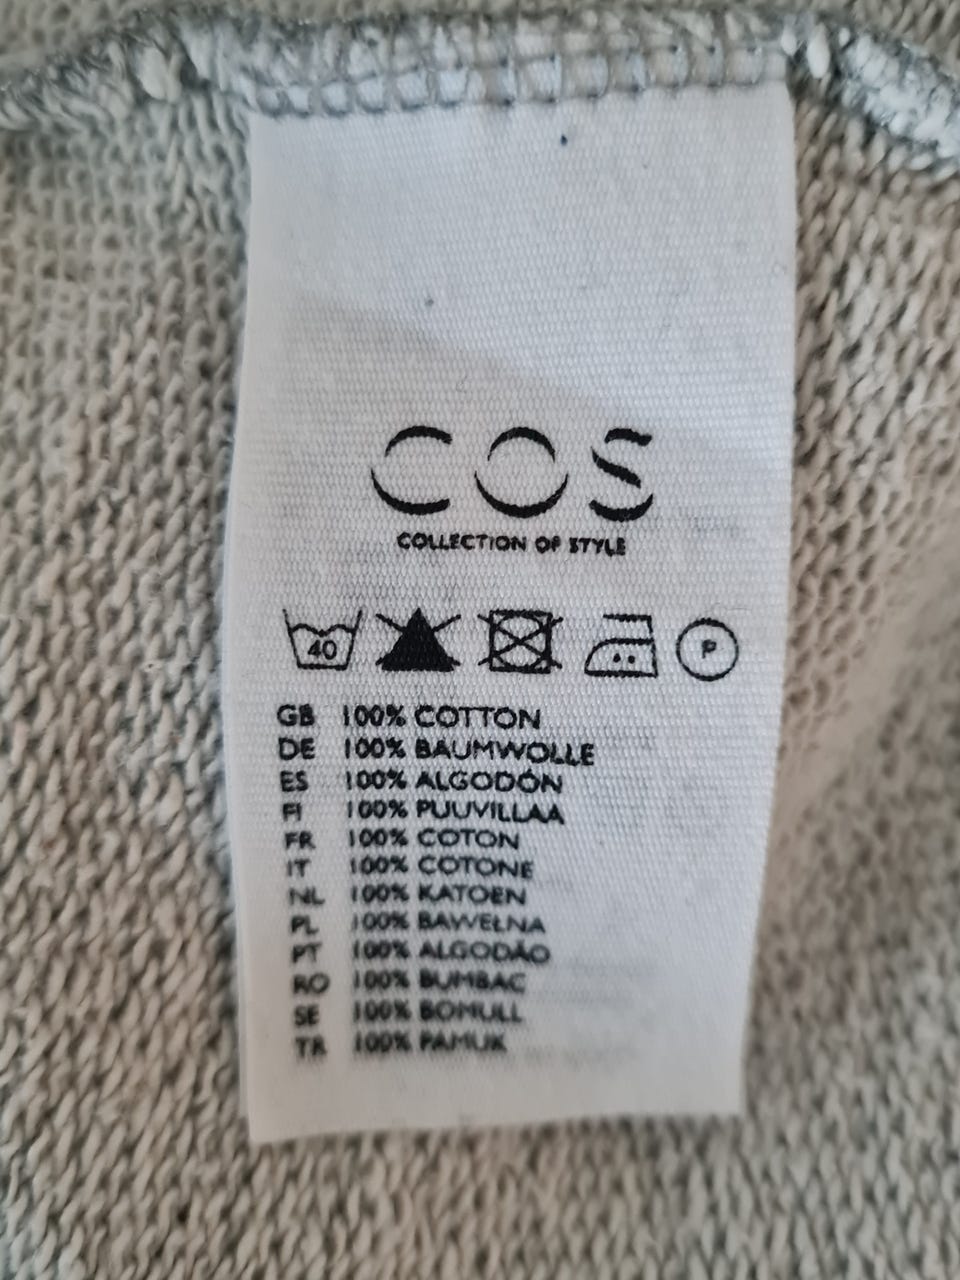 COS
COLLECTION OF STYLE
40 P
GB 100% COTTON
DE 100% BAUMWOLLE
ES 100% ALGODÓN
FI 100% PUUVILLAA
FR 100% COTON
IT 100% COTONE
NL 100% KATOEN
PL 100% BAWEŁNA
PT 100% ALGODÃO
RO 100% BUMBAC
SE 100% BOMULL
TR 100% PAMUK